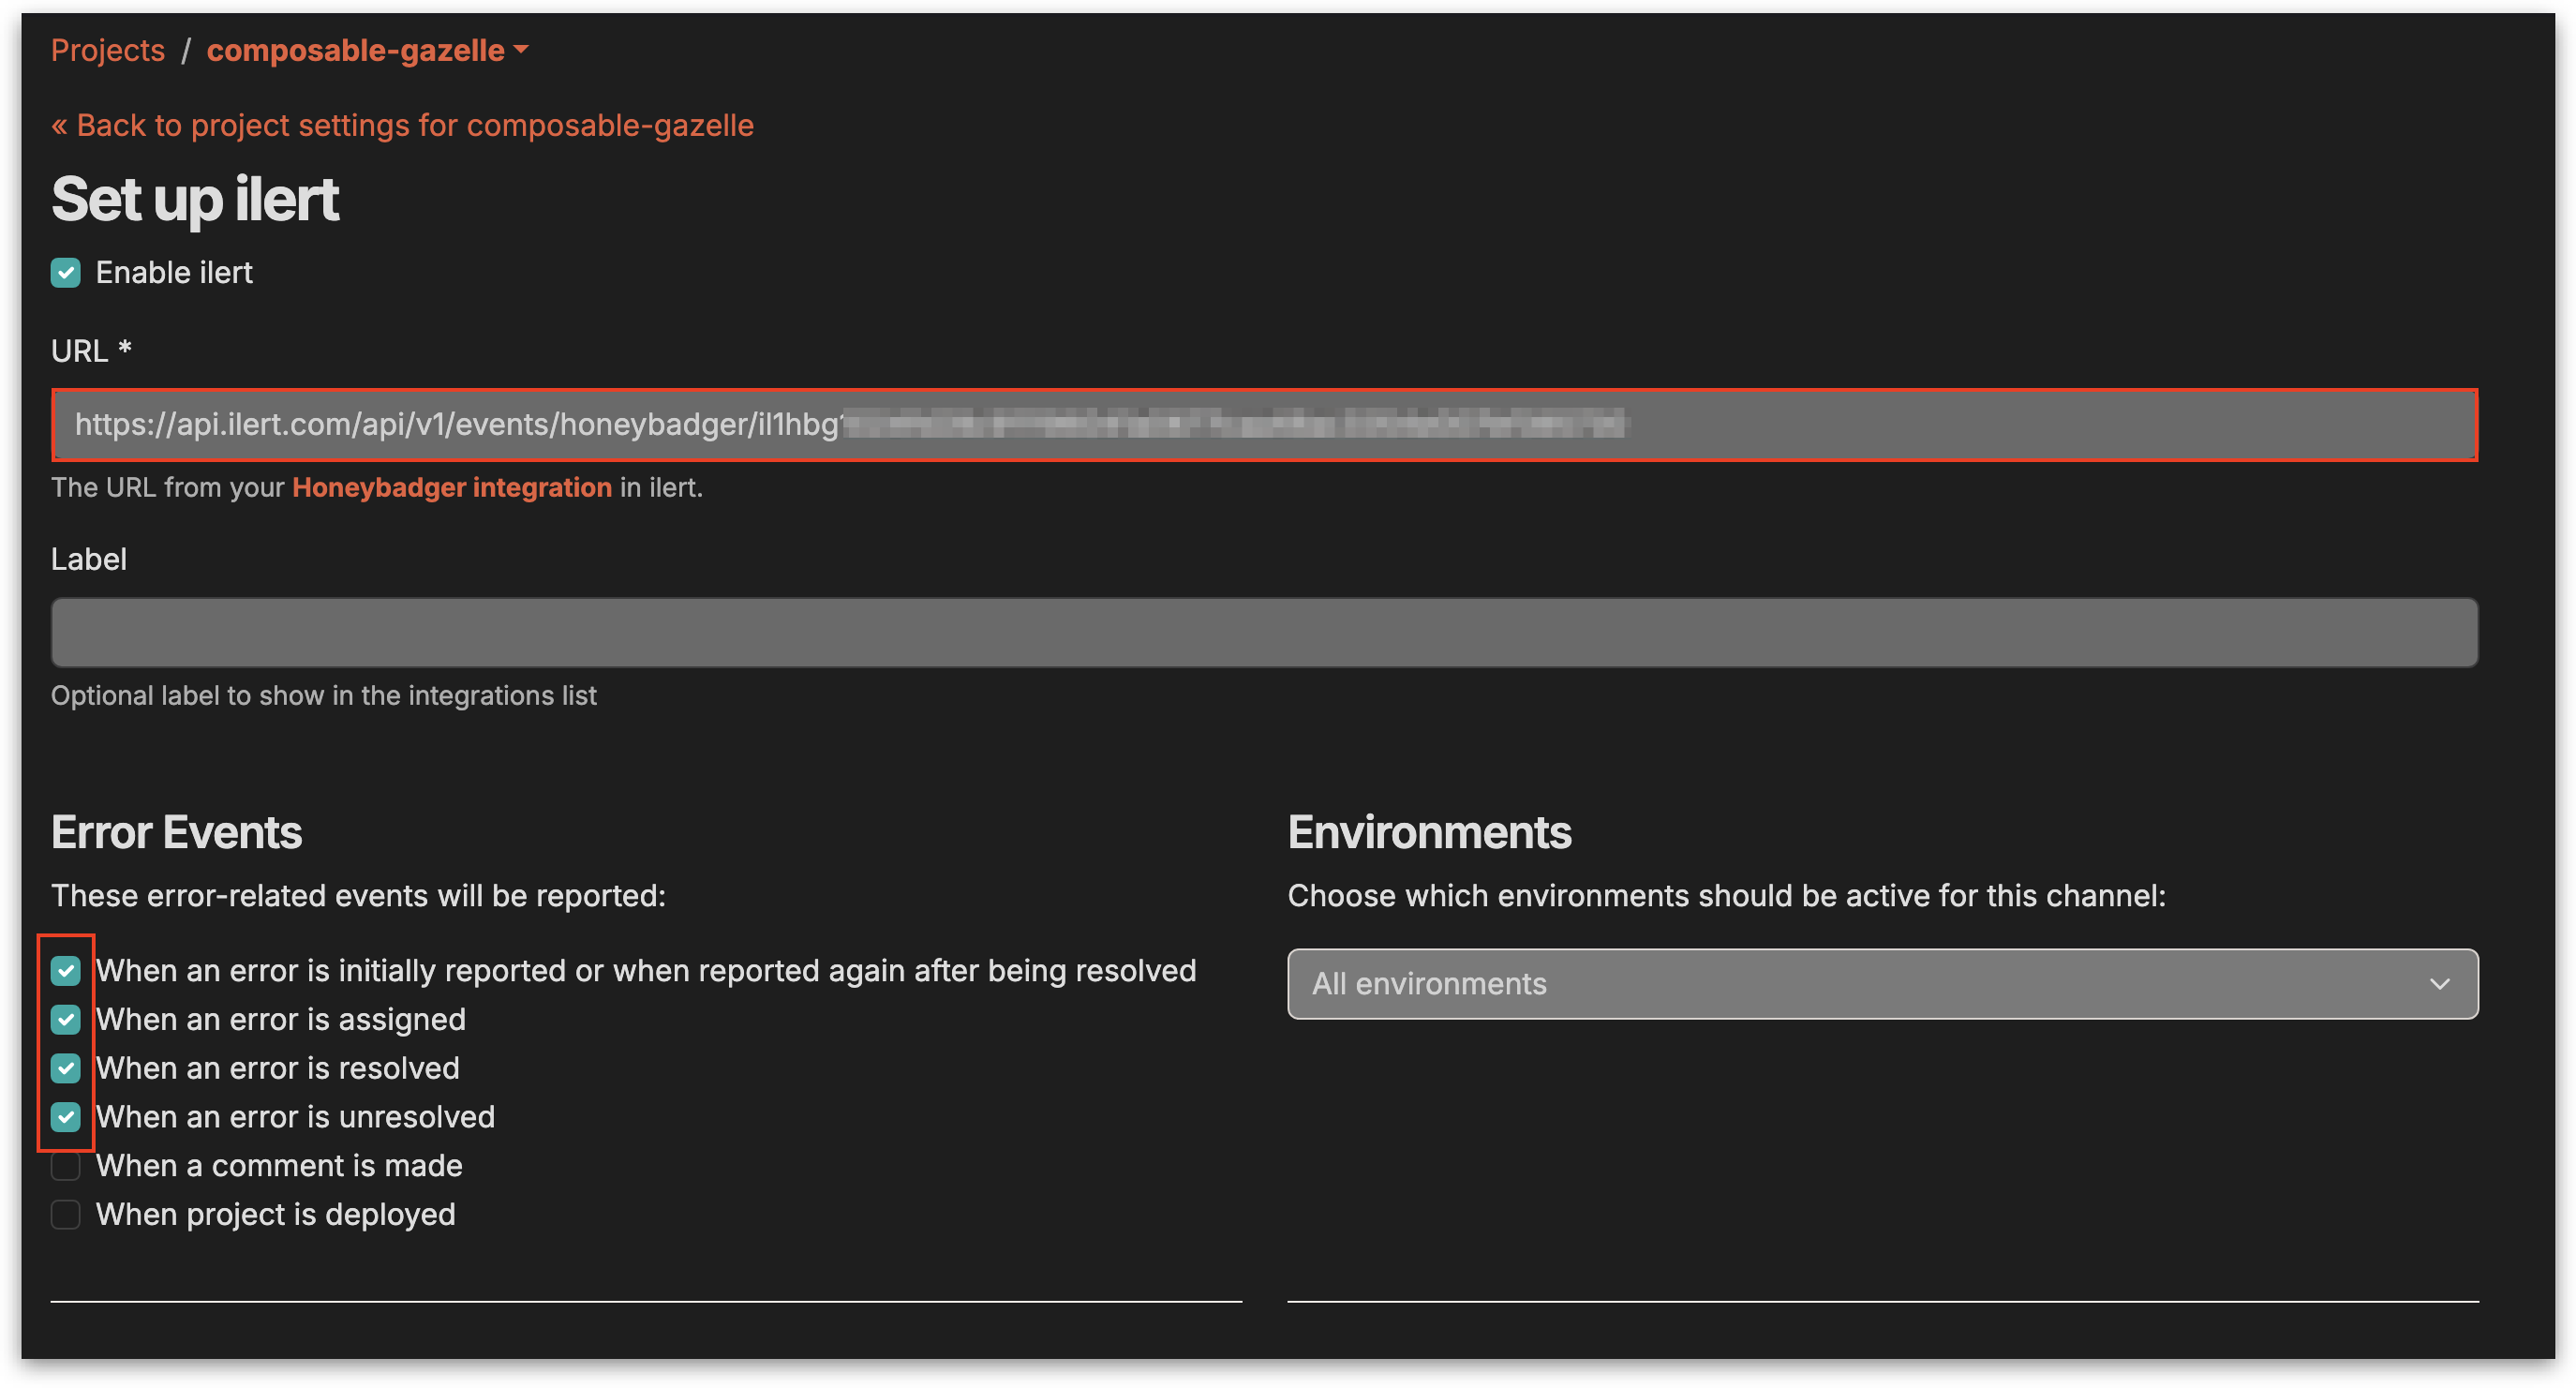 Projects / composable-gazelle
« Back to project settings for composable-gazelle
Set up ilert
Enable ilert
URL *
https://api.ilert.com/api/v1/events/honeybadger/il1hbg
The URL from your Honeybadger integration in ilert.
Label
Optional label to show in the integrations list
Error Events
These error-related events will be reported:
When an error is initially reported or when reported again after being resolved
When an error is assigned
When an error is resolved
When an error is unresolved
When a comment is made
When project is deployed
Environments
Choose which environments should be active for this channel:
All environments